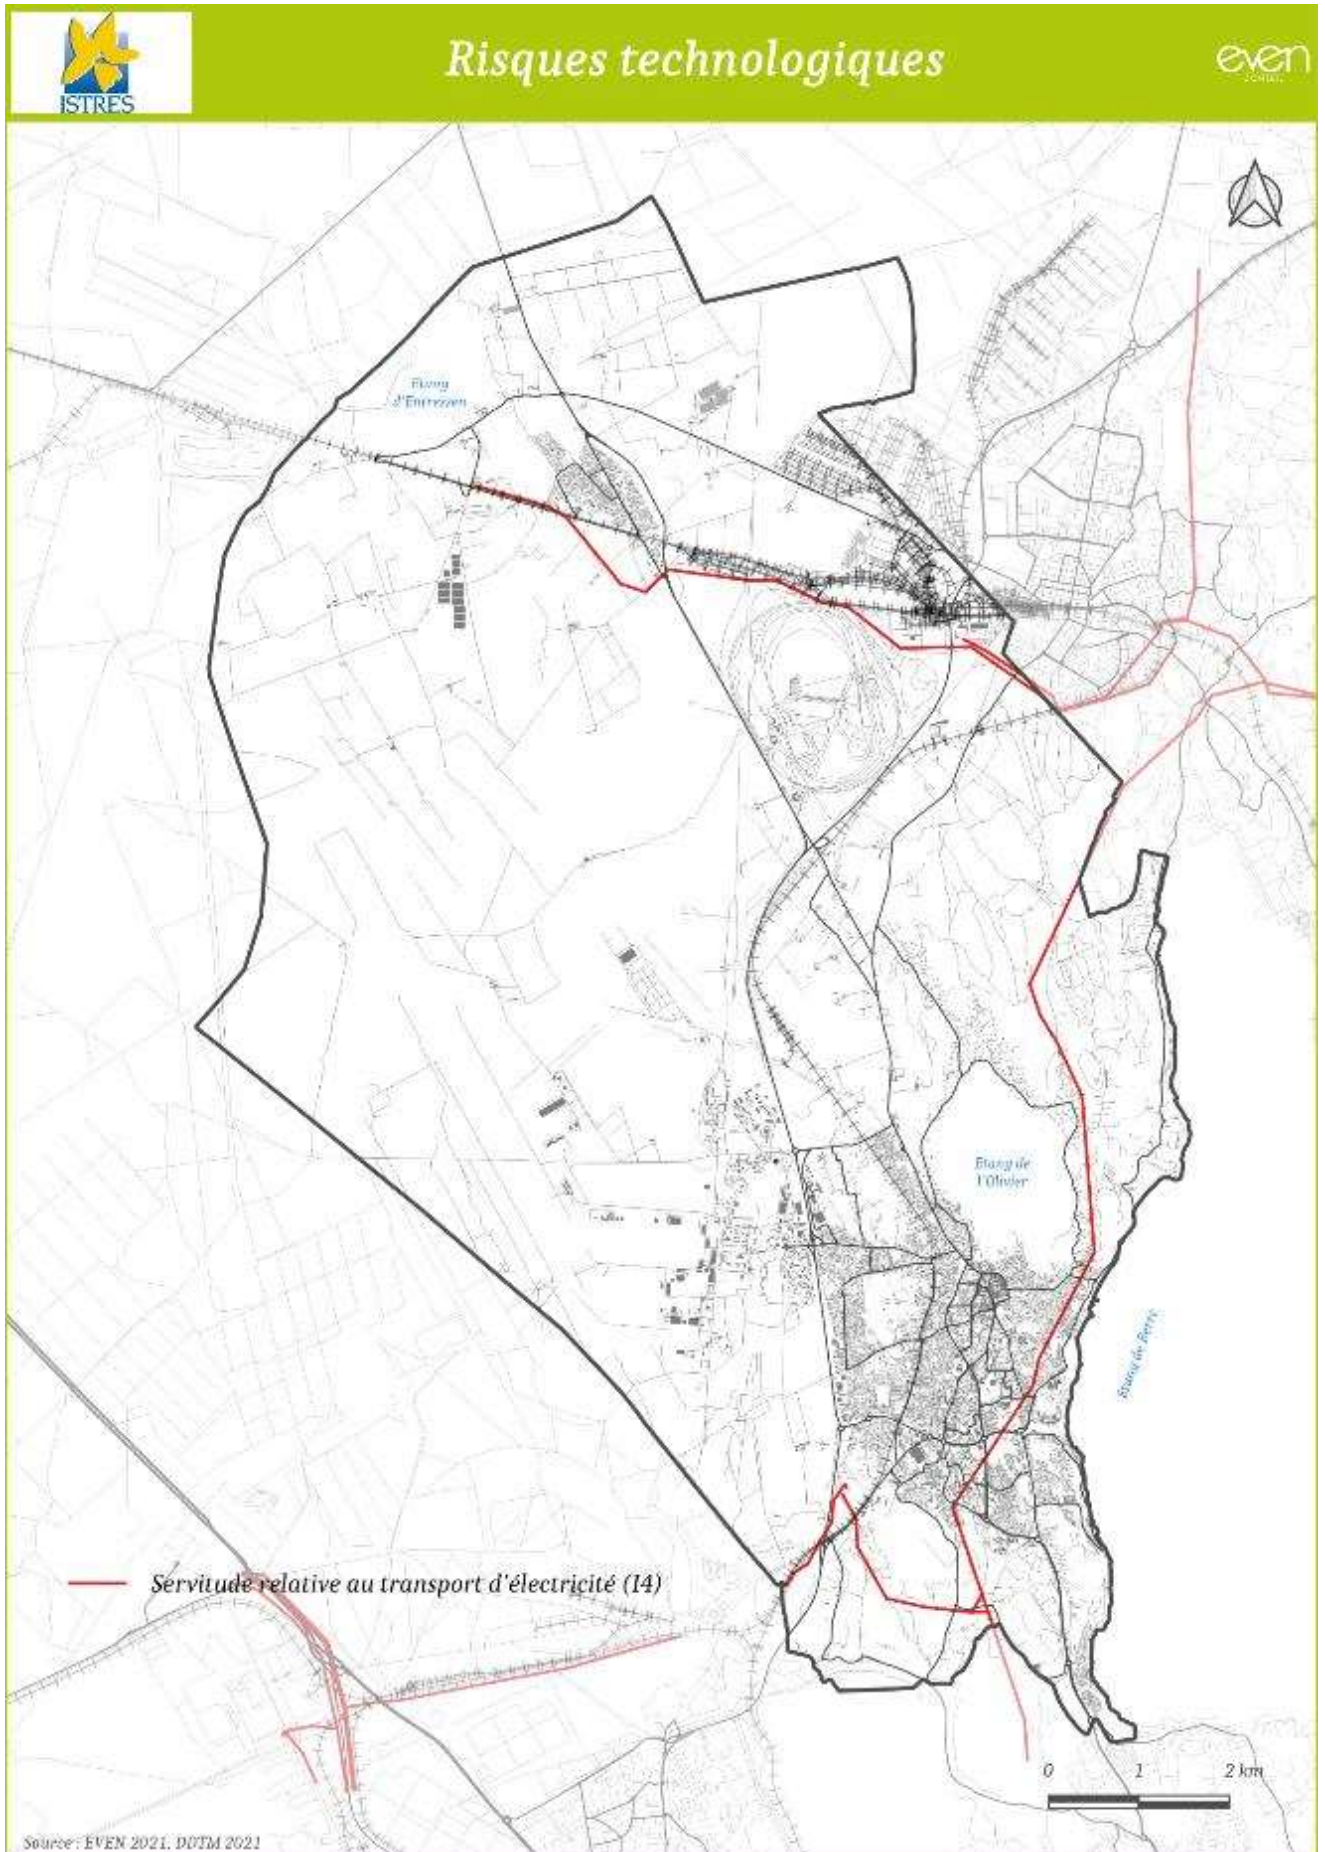 ISTRES
Risques technologiques
even
CONSEIL
Etang
d'Entressen
Etang de
l'Olivier
Etang de Berre
Servitude relative au transport d'électricité (I4)
0 1 2 km
Source : EVEN 2021, DDTM 2021